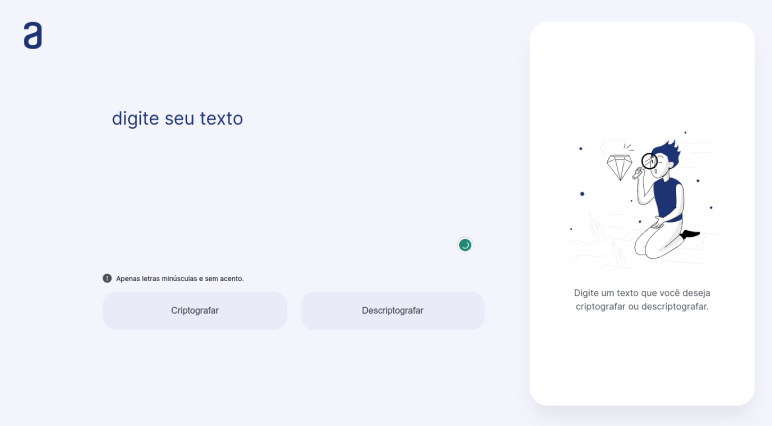 a
digite seu texto
! Apenas letras minúsculas e sem acento.
Criptografar
Descriptografar
Digite um texto que você deseja
criptografar ou descriptografar.